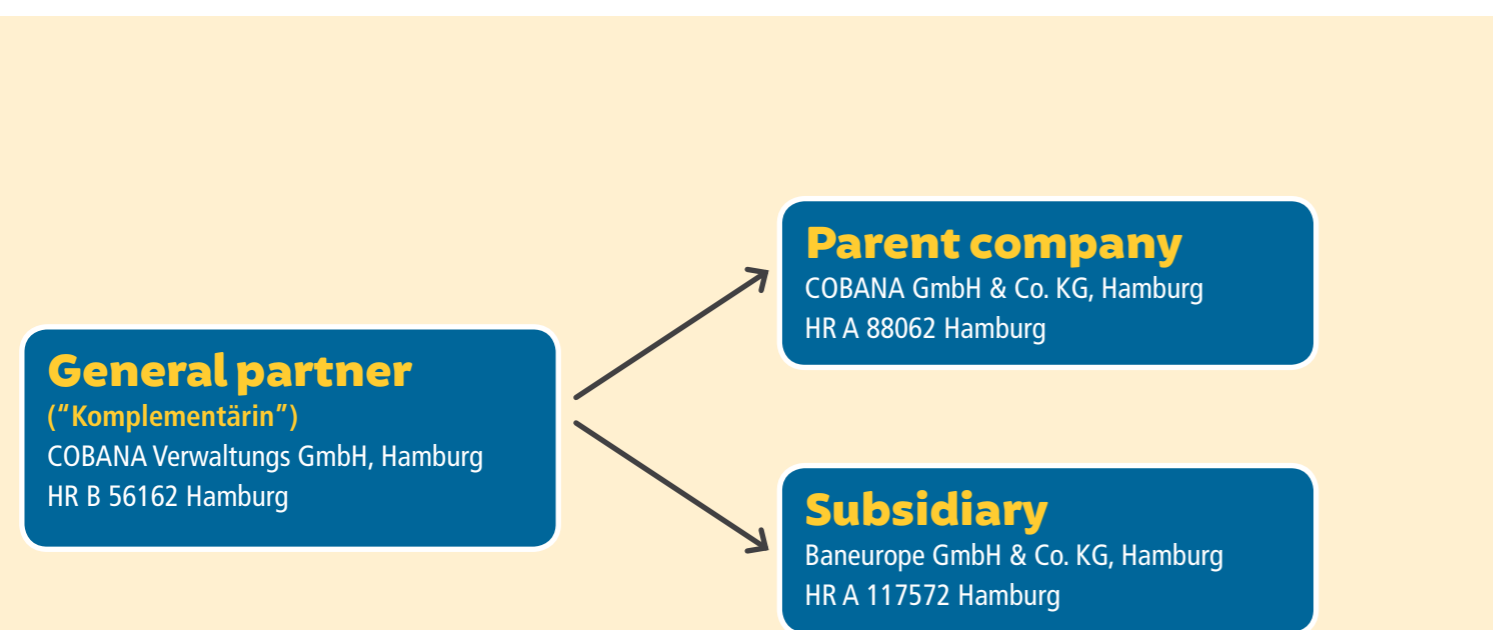 General partner
(“Komplementärin”)
COBANA Verwaltungs GmbH, Hamburg
HR B 56162 Hamburg
Parent company
COBANA GmbH & Co. KG, Hamburg
HR A 88062 Hamburg
Subsidiary
Baneurope GmbH & Co. KG, Hamburg
HR A 117572 Hamburg